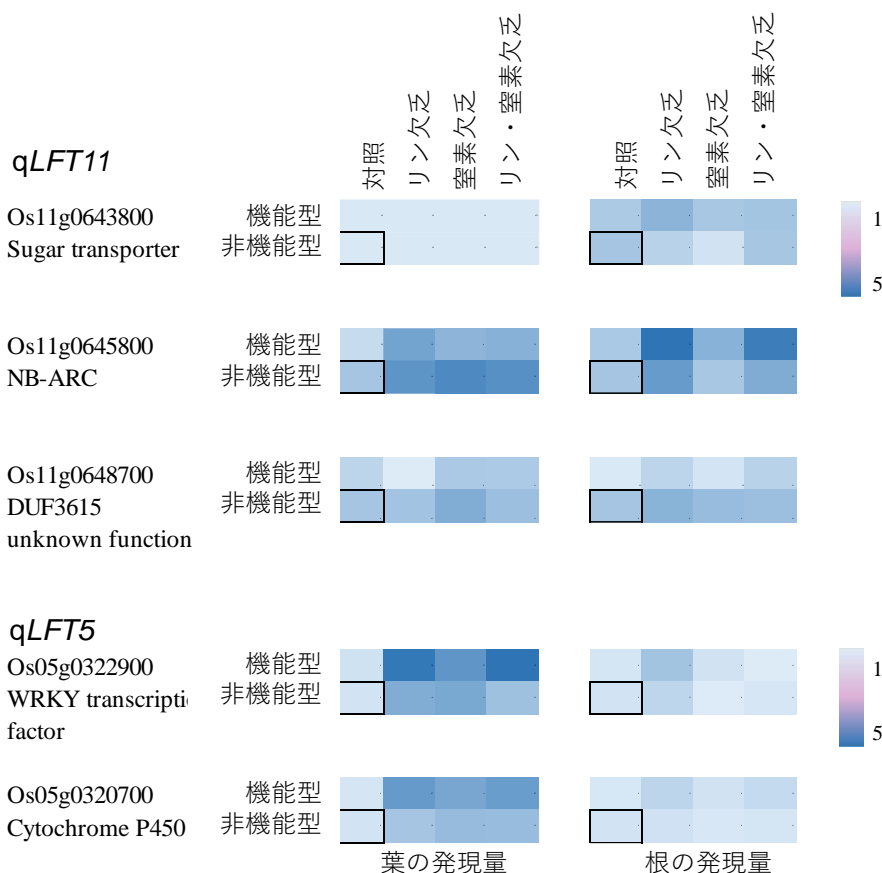 qLFT11
対照
リン欠乏
窒素欠乏
リン・窒素欠乏
対照
リン欠乏
窒素欠乏
リン・窒素欠乏
Os11g0643800
Sugar transporter
機能型
非機能型
1
5
Os11g0645800
NB-ARC
機能型
非機能型
Os11g0648700
DUF3615
unknown function
機能型
非機能型
qLFT5
Os05g0322900
WRKY transcripti
factor
機能型
非機能型
1
5
Os05g0320700
Cytochrome P450
機能型
非機能型
葉の発現量
根の発現量